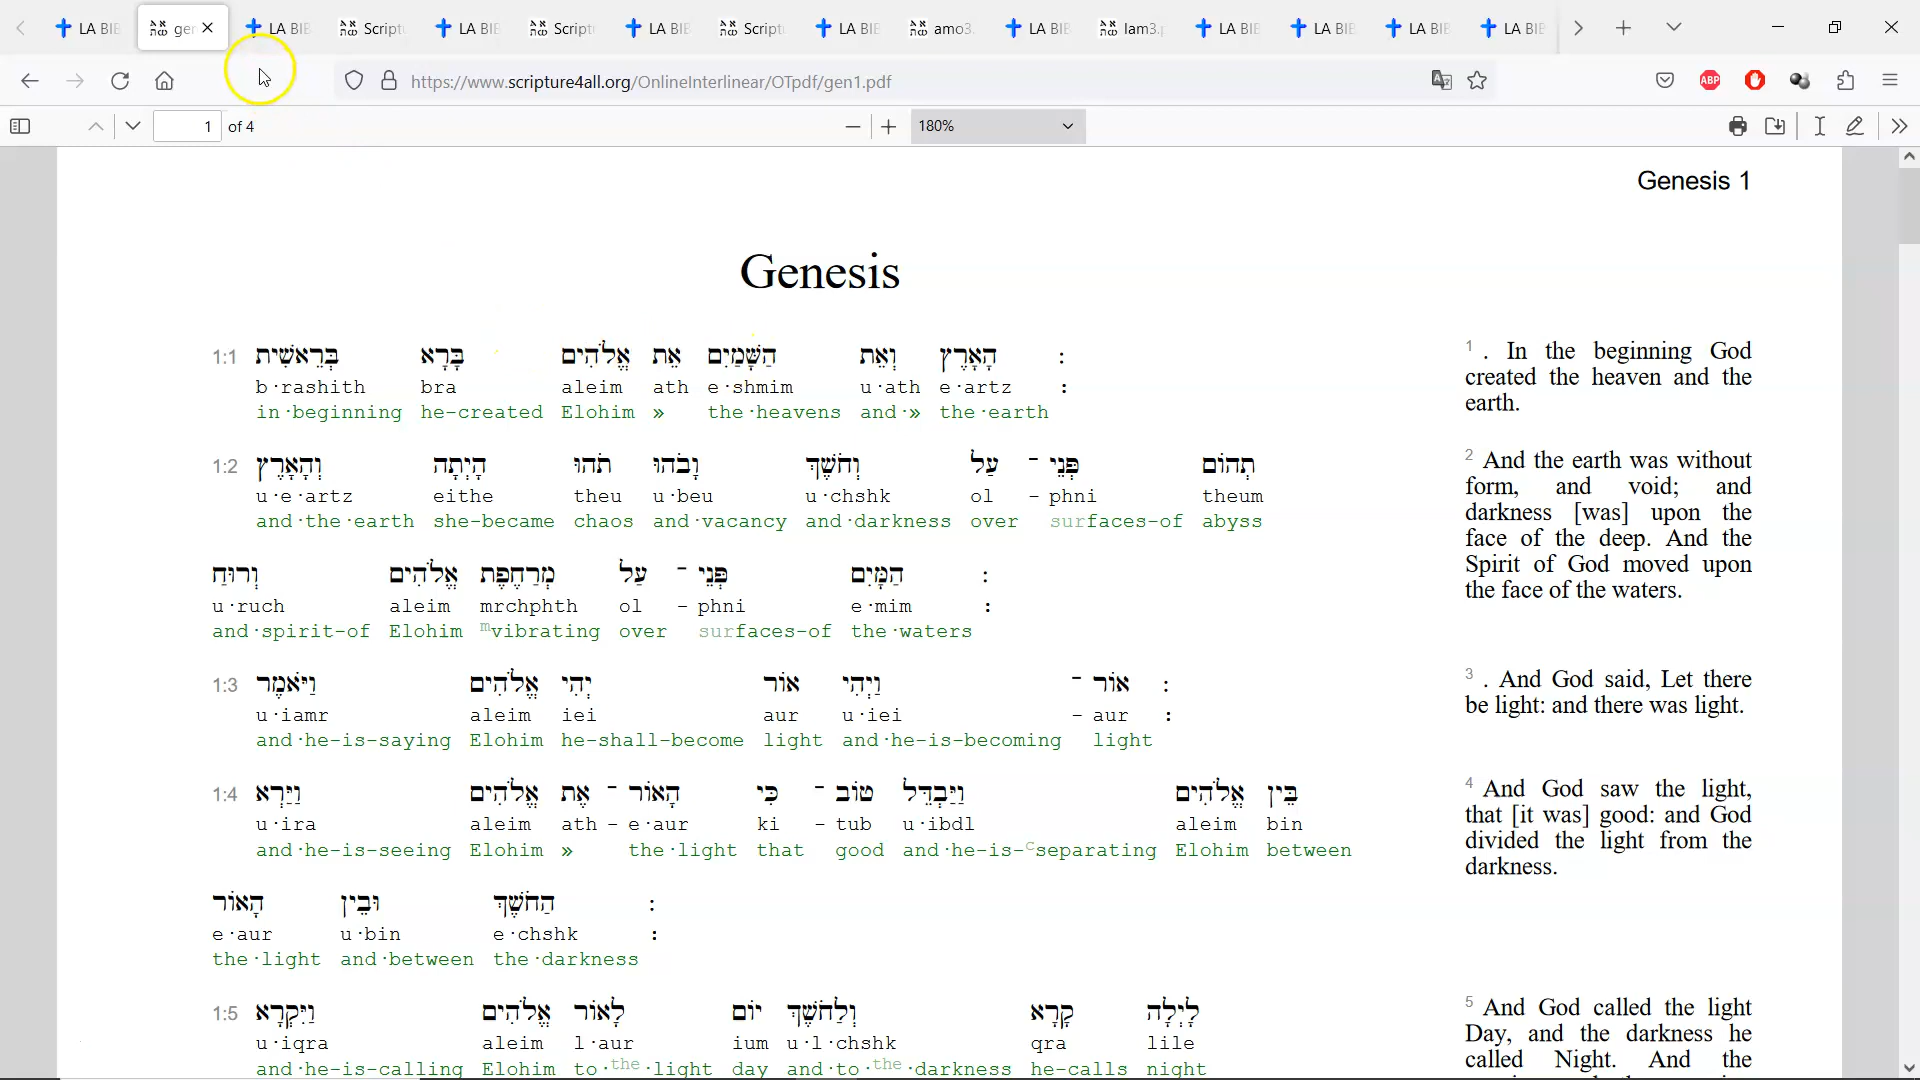 LA BIB
gen
LA BIB
Script
LA BIB
Script
LA BIB
Script
LA BIB
amo3.
LA BIB
lam3.p
LA BIB
LA BIB
LA BIB
LA BIB
https://www.scripture4all.org/OnlineInterlinear/OTpdf/gen1.pdf
ABP
1 of 4
180%
Genesis 1
Genesis
1:1 בְּרֵאשִׁית בָּרָא אֱלֹהִים אֵת הַשָּׁמַיִם וְאֵת הָאָרֶץ :
b·rashith bra aleim ath e·shmim u·ath e·artz :
in·beginning he-created Elohim » the·heavens and·» the·earth
1 . In the beginning God
created the heaven and the
earth.
1:2 וְהָאָרֶץ הָיְתָה תֹהוּ וָבֹהוּ וְחֹשֶׁךְ עַל ־ פְּנֵי תְהוֹם
u·e·artz eithe theu u·beu u·chshk ol - phni theum
and·the·earth she-became chaos and·vacancy and·darkness over surfaces-of abyss
וְרוּחַ אֱלֹהִים מְרַחֶפֶת עַל ־ פְּנֵי הַמָּיִם :
u·ruch aleim mrchphth ol - phni e·mim :
and·spirit-of Elohim mvibrating over surfaces-of the·waters
2 And the earth was without
form, and void; and
darkness [was] upon the
face of the deep. And the
Spirit of God moved upon
the face of the waters.
1:3 וַיֹּאמֶר אֱלֹהִים יְהִי אוֹר וַיְהִי ־ אוֹר :
u·iamr aleim iei aur u·iei - aur :
and·he-is-saying Elohim he-shall-become light and·he-is-becoming light
3 . And God said, Let there
be light: and there was light.
1:4 וַיַּרְא אֱלֹהִים אֶת ־ הָאוֹר כִּי ־ טוֹב וַיַּבְדֵּל אֱלֹהִים בֵּין
u·ira aleim ath - e·aur ki - tub u·ibdl aleim bin
and·he-is-seeing Elohim » the·light that good and·he-is-cseparating Elohim between
הָאוֹר וּבֵין הַחֹשֶׁךְ :
e·aur u·bin e·chshk :
the·light and·between the·darkness
4 And God saw the light,
that [it was] good: and God
divided the light from the
darkness.
1:5 וַיִּקְרָא אֱלֹהִים לָאוֹר יוֹם וְלַחֹשֶׁךְ קָרָא לָיְלָה
u·iqra aleim l·aur ium u·l·chshk qra lile
and·he-is-calling Elohim to·the·light day and·to·the·darkness he-calls night
5 And God called the light
Day, and the darkness he
called Night. And the